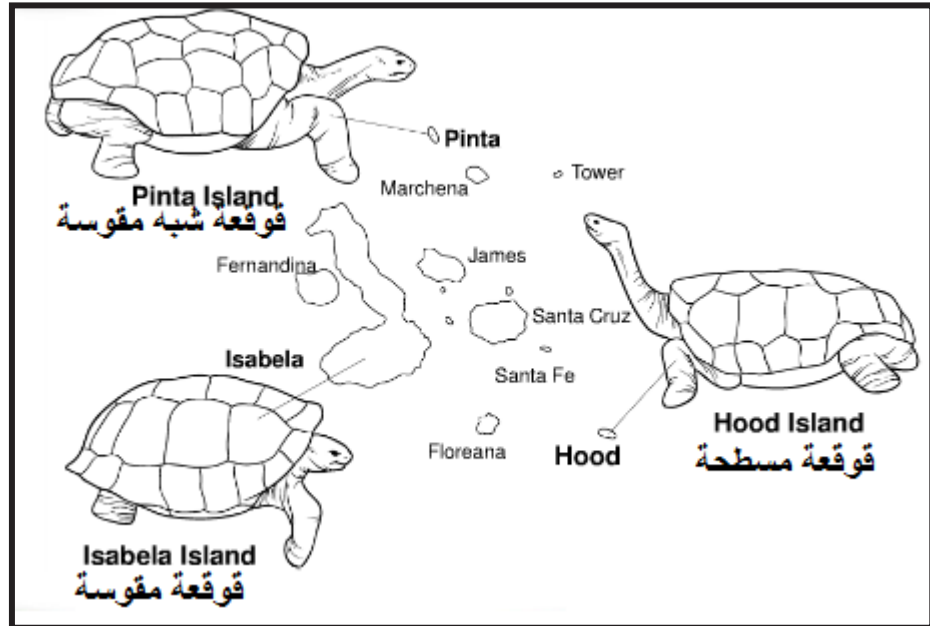 Pinta
Marchena
Tower
Pinta Island
قوقعة شبه مقوسة
Fernandina
James
Santa Cruz
Isabela
Santa Fe
Floreana
Hood
Hood Island
قوقعة مسطحة
Isabela Island
قوقعة مقوسة